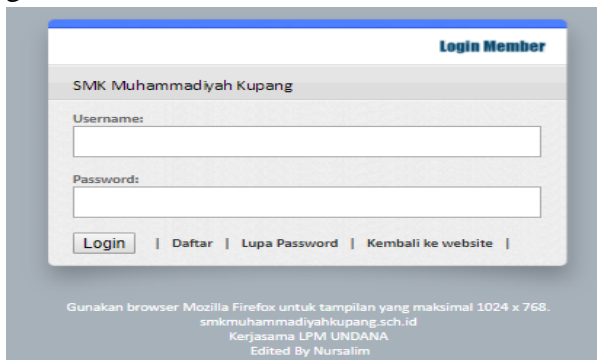 Login Member
SMK Muhammadiyah Kupang
Username:
Password:
Login | Daftar | Lupa Password | Kembali ke website |
Gunakan browser Mozilla Firefox untuk tampilan yang maksimal 1024 x 768.
smkmuhammadiyahkupang.sch.id
Kerjasama LPM UNDANA
Edited By Nursalim